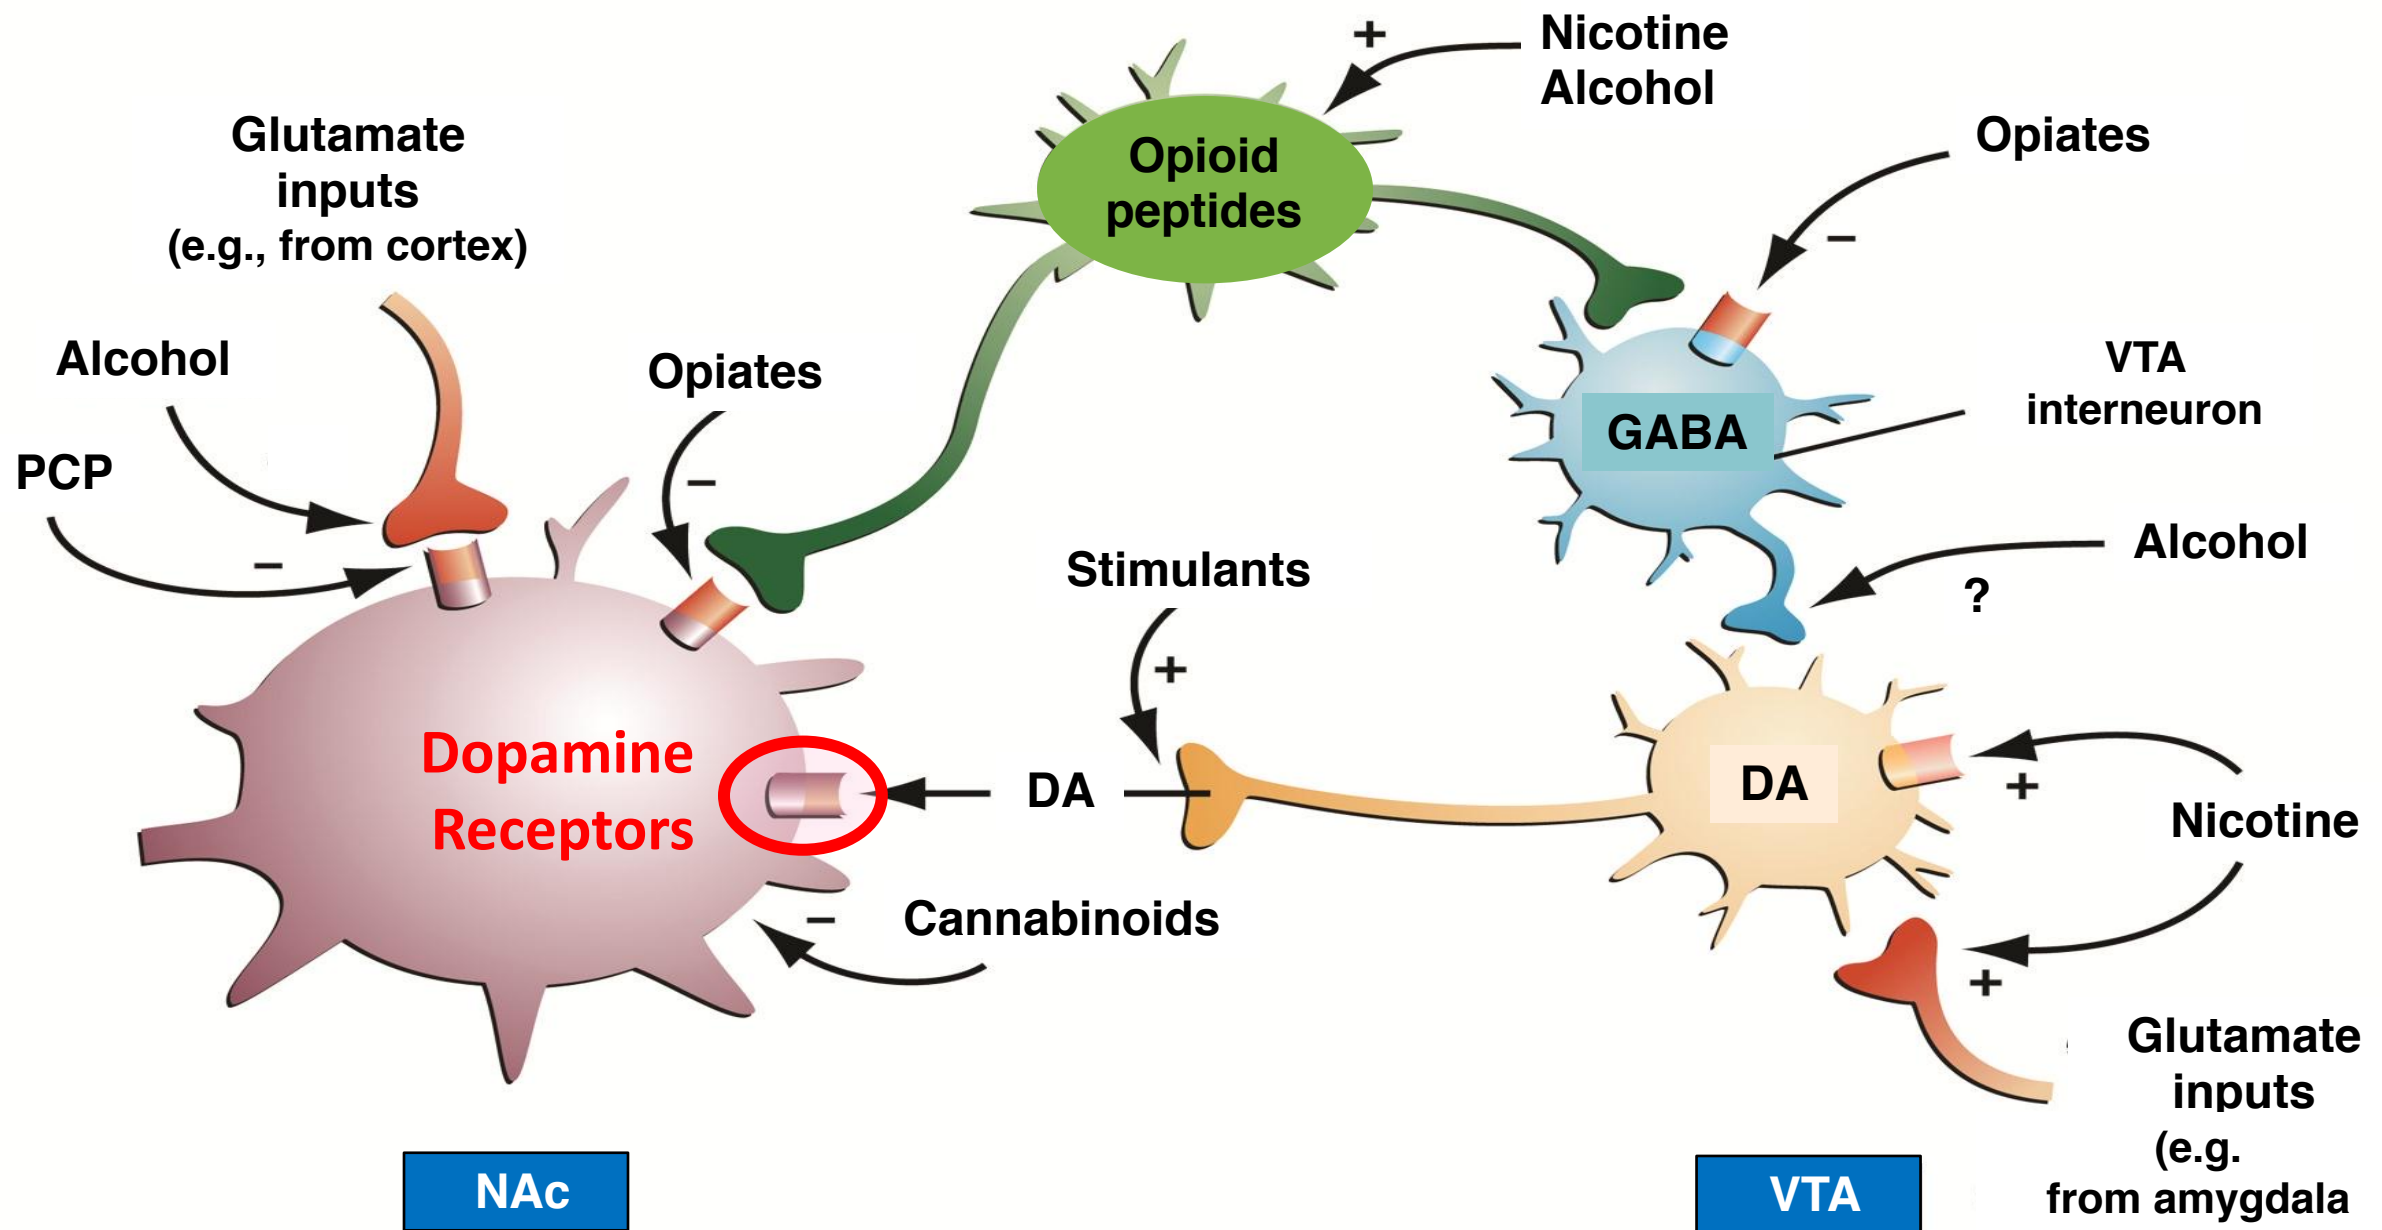 Nicotine
Alcohol
+
Glutamate
inputs
(e.g., from cortex)
Opioid
peptides
Opiates
–
Alcohol
Opiates
–
VTA
interneuron
GABA
PCP
–
Stimulants
+
Alcohol
?
Dopamine
Receptors
DA
DA
+
Nicotine
Cannabinoids
–
+
Glutamate
inputs
(e.g.
from amygdala
NAc
VTA